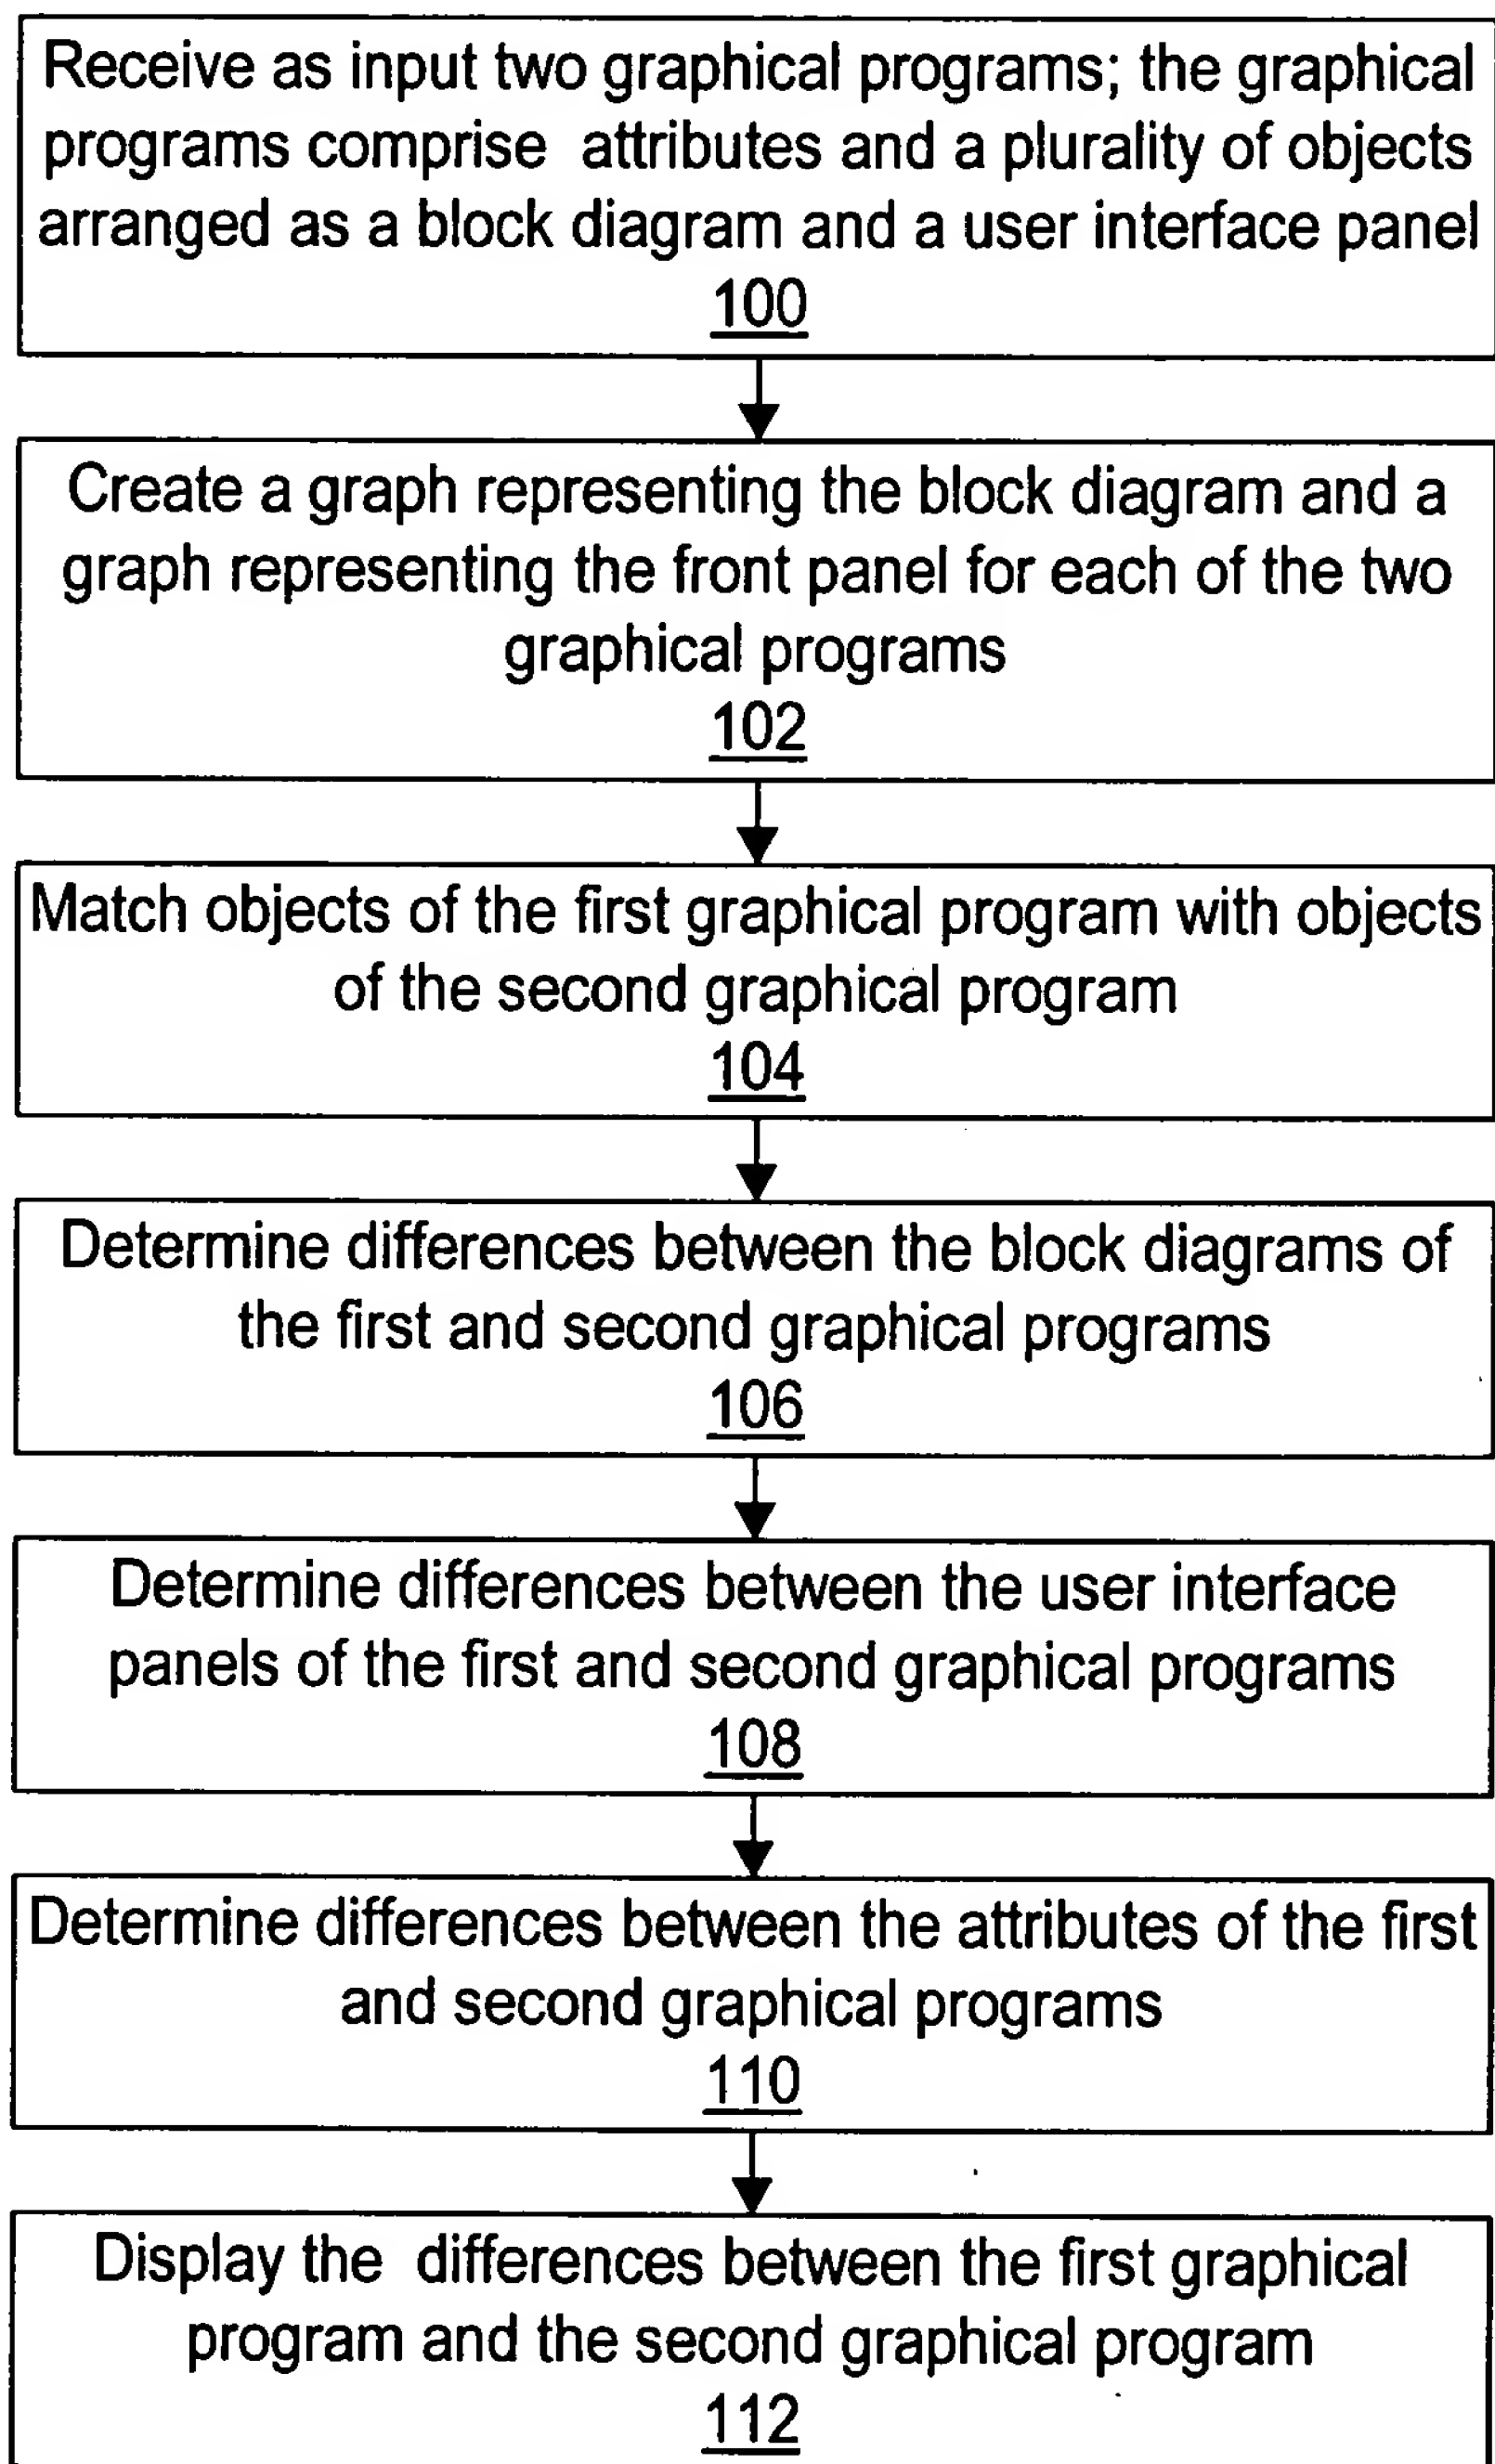 Receive as input two graphical programs; the graphical
programs comprise attributes and a plurality of objects
arranged as a block diagram and a user interface panel
100
Create a graph representing the block diagram and a
graph representing the front panel for each of the two
graphical programs
102
Match objects of the first graphical program with objects
of the second graphical program
104
Determine differences between the block diagrams of
the first and second graphical programs
106
Determine differences between the user interface
panels of the first and second graphical programs
108
Determine differences between the attributes of the first
and second graphical programs
110
Display the differences between the first graphical
program and the second graphical program
112